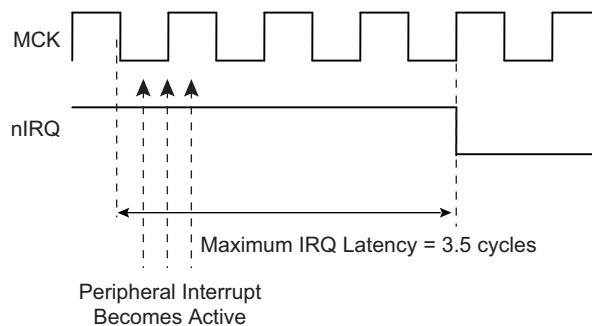 MCK
nIRQ
Maximum IRQ Latency = 3.5 cycles
Peripheral Interrupt
Becomes Active